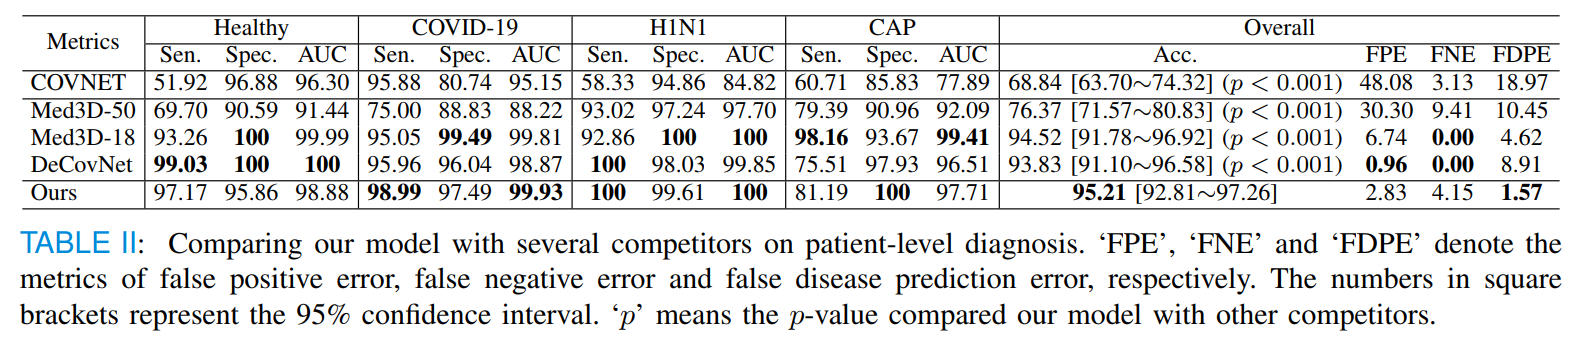 Metrics Healthy COVID-19 H1N1 CAP Overall
Sen. Spec. AUC Sen. Spec. AUC Sen. Spec. AUC Sen. Spec. AUC Acc. FPE FNE FDPE
COVNET 51.92 96.88 96.30 95.88 80.74 95.15 58.33 94.86 84.82 60.71 85.83 77.89 68.84 [63.70∼74.32] (p < 0.001) 48.08 3.13 18.97
Med3D-50 69.70 90.59 91.44 75.00 88.83 88.22 93.02 97.24 97.70 79.39 90.96 92.09 76.37 [71.57∼80.83] (p < 0.001) 30.30 9.41 10.45
Med3D-18 93.26 100 99.99 95.05 99.49 99.81 92.86 100 100 98.16 93.67 99.41 94.52 [91.78∼96.92] (p < 0.001) 6.74 0.00 4.62
DeCovNet 99.03 100 100 95.96 96.04 98.87 100 98.03 99.85 75.51 97.93 96.51 93.83 [91.10∼96.58] (p < 0.001) 0.96 0.00 8.91
Ours 97.17 95.86 98.88 98.99 97.49 99.93 100 99.61 100 81.19 100 97.71 95.21 [92.81∼97.26] 2.83 4.15 1.57
TABLE II: Comparing our model with several competitors on patient-level diagnosis. ‘FPE’, ‘FNE’ and ‘FDPE’ denote the
metrics of false positive error, false negative error and false disease prediction error, respectively. The numbers in square
brackets represent the 95% confidence interval. ‘p’ means the p-value compared our model with other competitors.